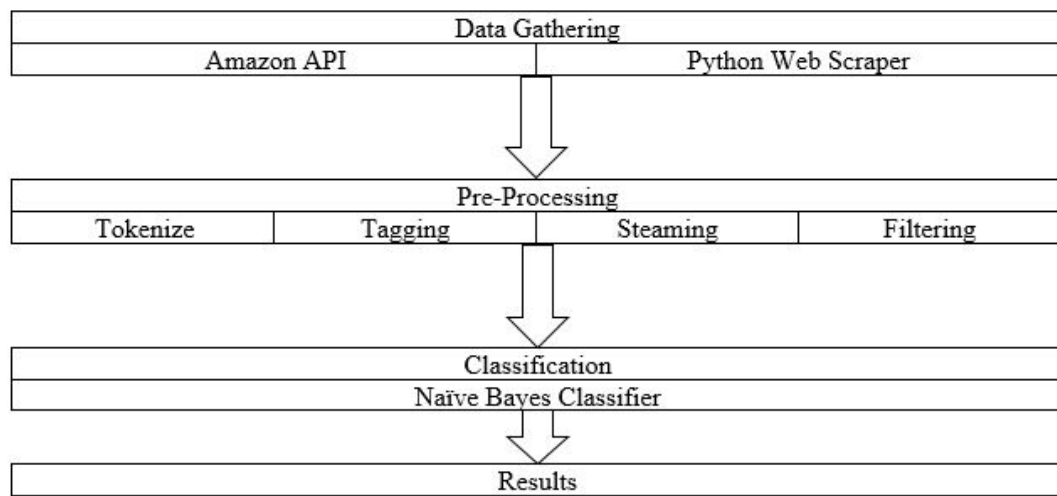 Data Gathering
Amazon API Python Web Scraper
Pre-Processing
Tokenize Tagging Steaming Filtering
Classification
Naïve Bayes Classifier
Results